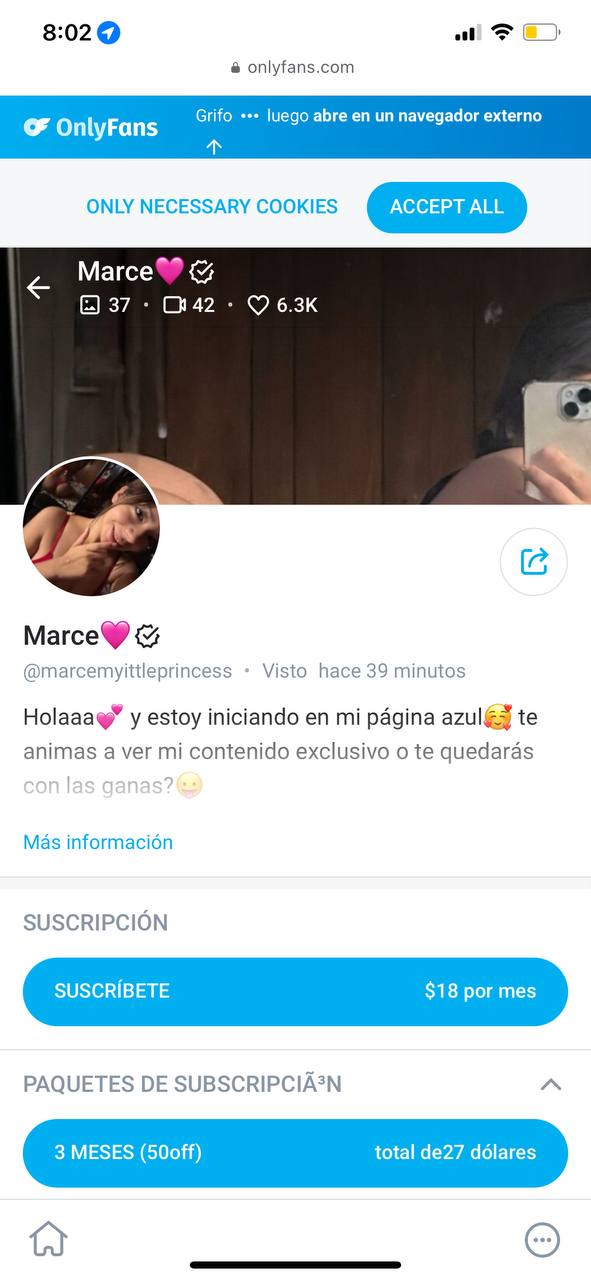 8:02
onlyfans.com
OnlyFans
Grifo ••• luego abre en un navegador externo
ONLY NECESSARY COOKIES
ACCEPT ALL
Marce💗
37 • 42 • 6.3K
Marce💗
@marcemyittleprincess • Visto hace 39 minutos
Holaaa💕 y estoy iniciando en mi página azul🥰 te
animas a ver mi contenido exclusivo o te quedarás
con las ganas?😛
Más información
SUSCRIPCIÓN
SUSCRÍBETE $18 por mes
PAQUETES DE SUBSCRIPCIÃ³N
3 MESES (50off) total de27 dólares